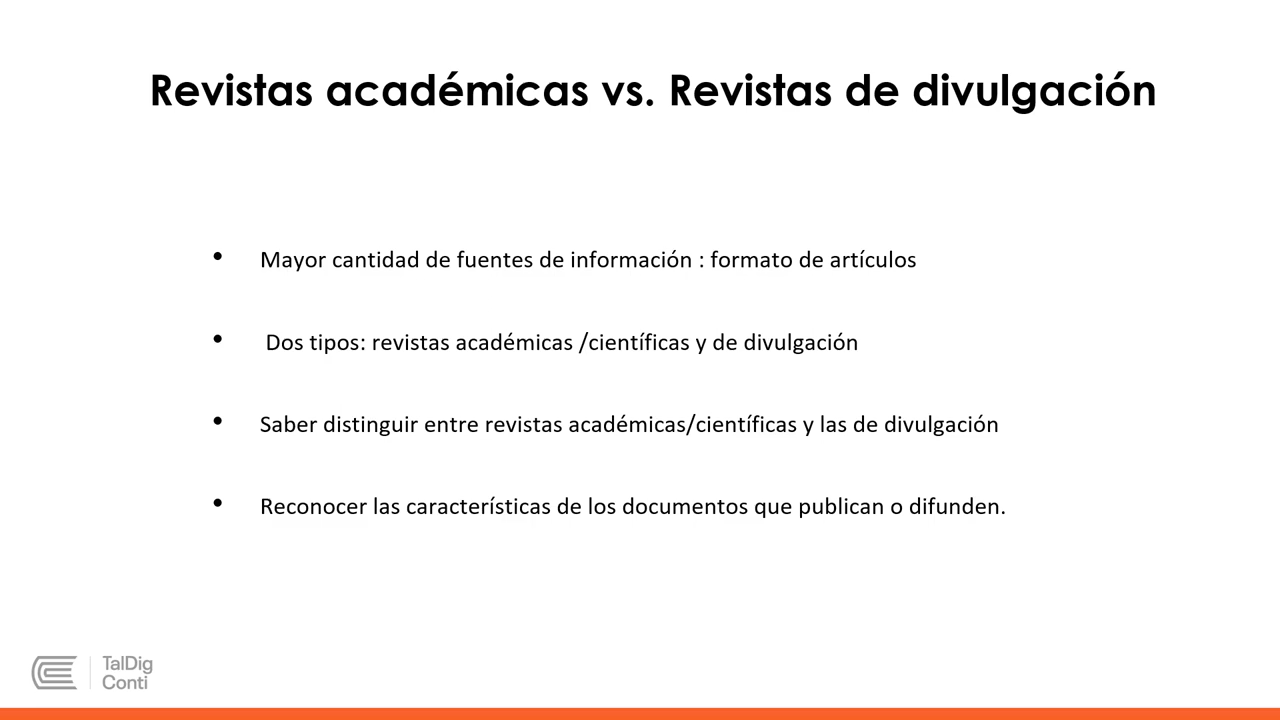 Revistas académicas vs. Revistas de divulgación
• Mayor cantidad de fuentes de información : formato de artículos
• Dos tipos: revistas académicas /científicas y de divulgación
• Saber distinguir entre revistas académicas/científicas y las de divulgación
• Reconocer las características de los documentos que publican o difunden.
TalDig
Conti